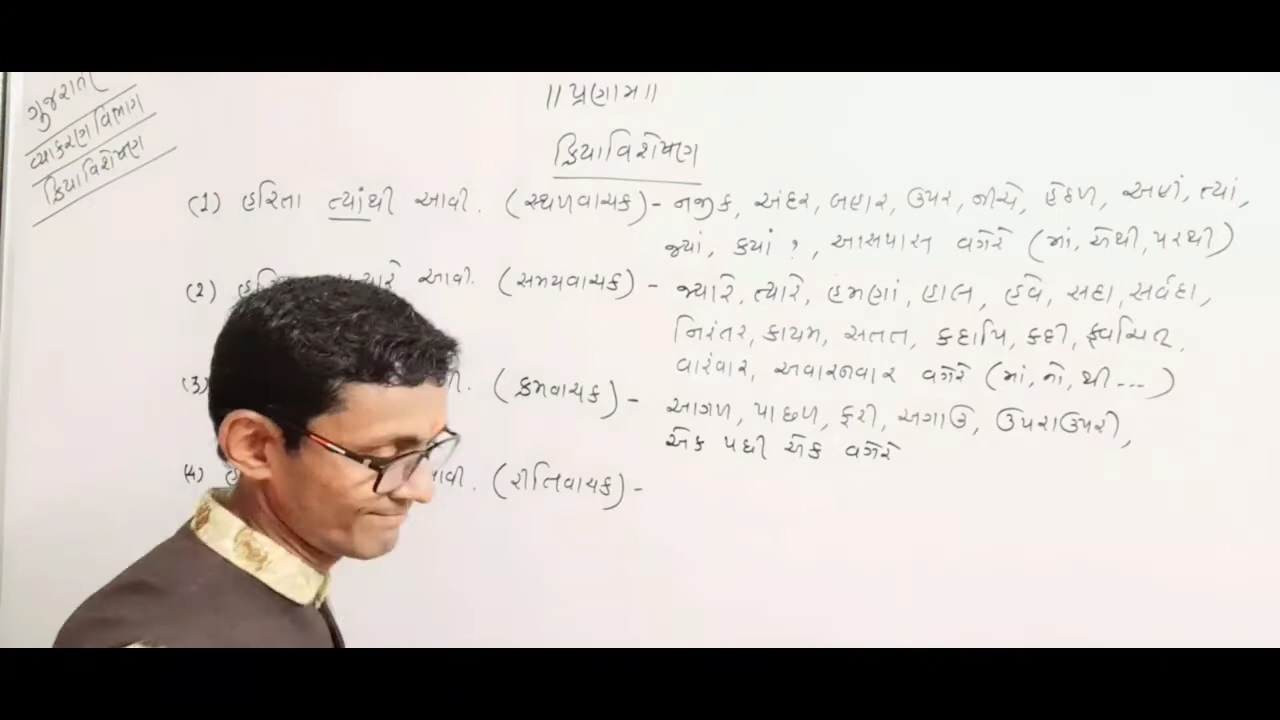 ગુજરાતી
વ્યાકરણ વિભાગ
ક્રિયાવિશેષણ
॥ પ્રણામ ॥
ક્રિયાવિશેષણ
(1) હરિતા ત્યાંથી આવી. (સ્થળવાચક) - નજીક, અંદર, બહાર, ઉપર, નીચે, હેઠળ, અહીં, ત્યાં,
જ્યાં, ક્યાં ?, આસપાસ વગેરે (માં, એથી, પરથી)
(2) આવી. (સમયવાચક) - જ્યારે, ત્યારે, હમણાં, હાલ, હવે, સદા, સર્વદા,
નિરંતર, કાયમ, સતત, કદાપિ, કદી, ક્વચિત્,
વારંવાર, અવારનવાર વગેરે (માં, નો, થી ---)
(3) (ક્રમવાચક) - આગળ, પાછળ, ફરી, અગાઉ, ઉપરાઉપરી,
એક પછી એક વગેરે
(4) (રીતિવાચક) -